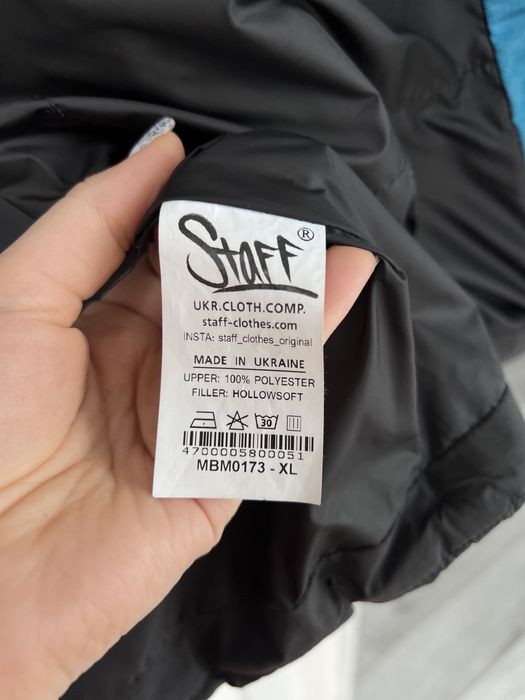 Staff®
UKR.CLOTH.COMP.
staff-clothes.com
INSTA: staff_clothes_original
MADE IN UKRAINE
UPPER: 100% POLYESTER
FILLER: HOLLOWSOFT
30
4700005800051
MBM0173 - XL